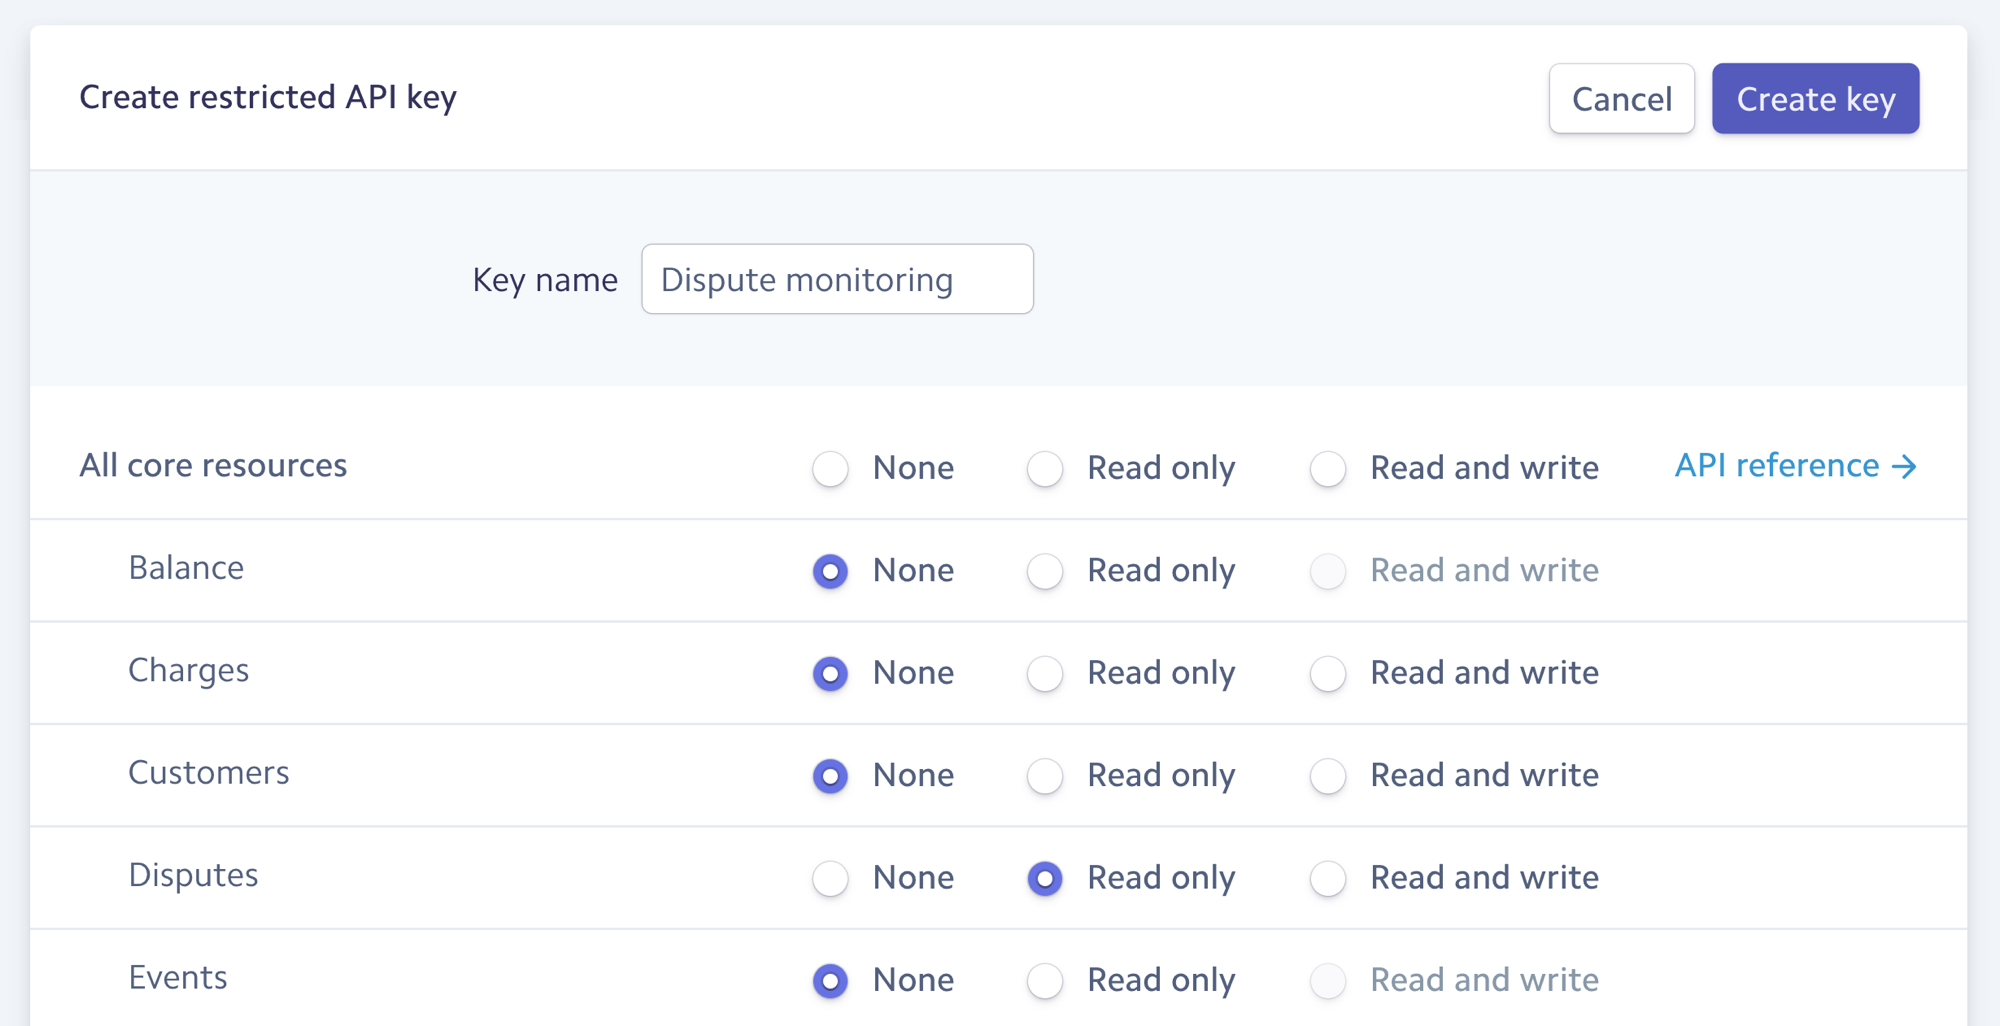 Create restricted API key
Cancel
Create key
Key name
Dispute monitoring
All core resources
None
Read only
Read and write
API reference →
Balance
None
Read only
Read and write
Charges
None
Read only
Read and write
Customers
None
Read only
Read and write
Disputes
None
Read only
Read and write
Events
None
Read only
Read and write